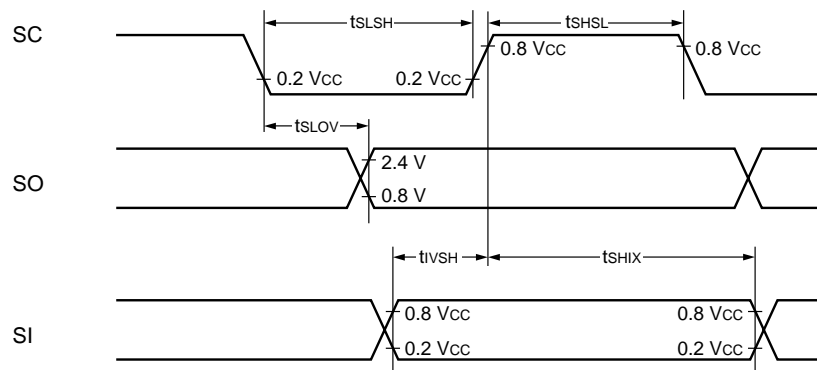 tSLSH tSHSL
SC
0.8 VCC 0.8 VCC
0.2 VCC 0.2 VCC
tSLOV
2.4 V
SO
0.8 V
tIVSH tSHIX
0.8 VCC 0.8 VCC
SI
0.2 VCC 0.2 VCC